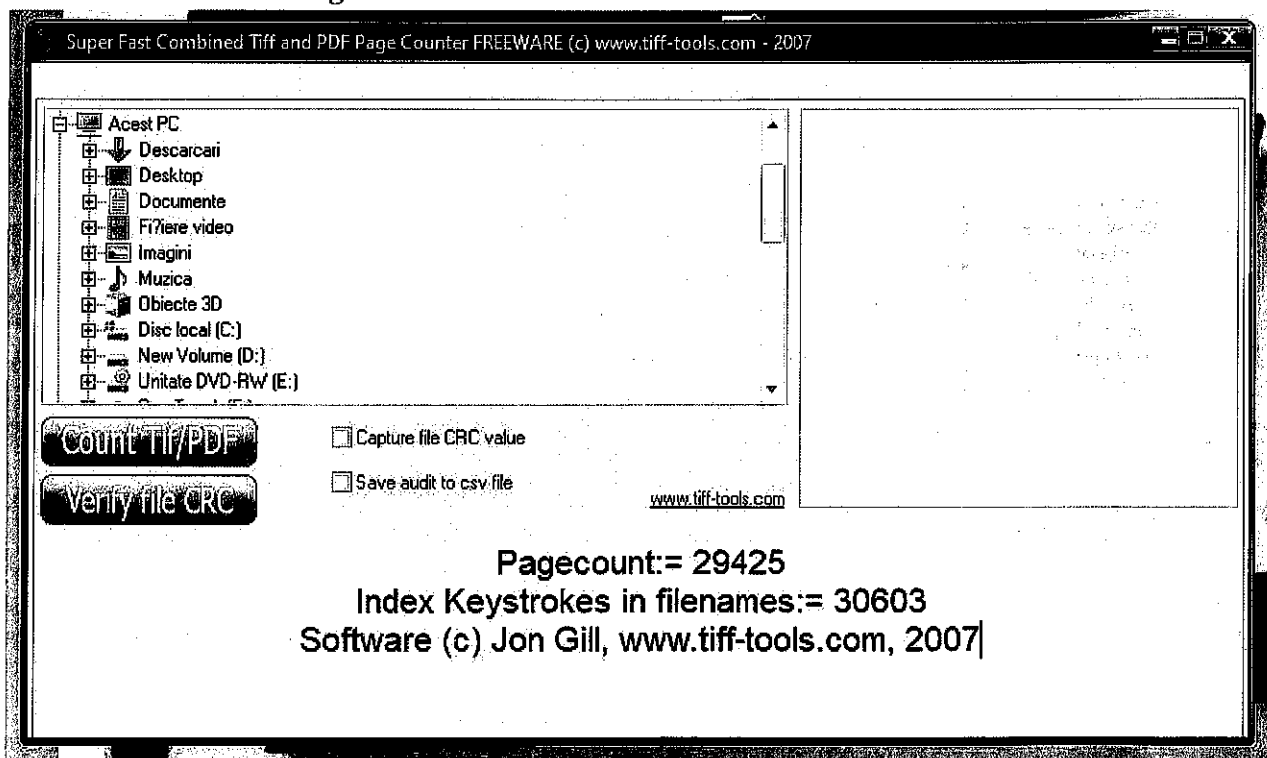 Super Fast Combined Tiff and PDF Page Counter FREEWARE (c) www.tiff-tools.com - 2007
Acest PC
Descarcari
Desktop
Documente
Fi?iere video
Imagini
Muzica
Obiecte 3D
Disc local (C:)
New Volume (D:)
Unitate DVD-RW (E:)
Count Tif/PDF
Capture file CRC value
Verify file CRC
Save audit to csv file
www.tiff-tools.com
Pagecount:= 29425
Index Keystrokes in filenames:= 30603
Software (c) Jon Gill, www.tiff-tools.com, 2007